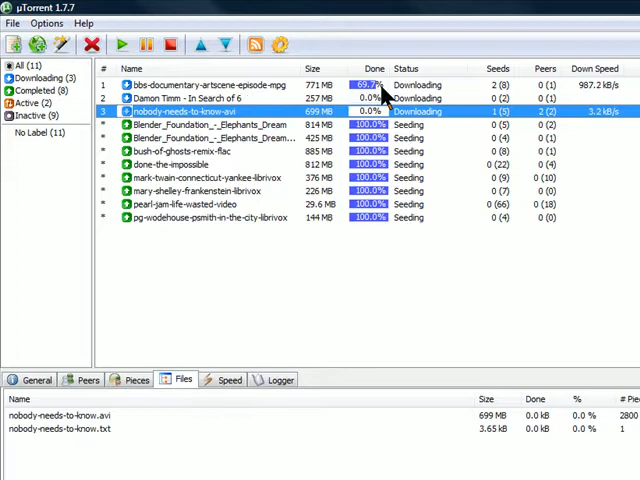 µTorrent 1.7.7
File Options Help
All (11)
Downloading (3)
Completed (8)
Active (2)
Inactive (9)
No Label (11)
# Name Size Done Status Seeds Peers Down Speed
1 bbs-documentary-artscene-episode-mpg 771 MB 69.7% Downloading 2 (8) 0 (1) 987.2 kB/s
2 Damon Timm - In Search of 6 257 MB 0.0% Downloading 0 (2) 0 (1)
3 nobody-needs-to-know-avi 699 MB 0.0% Downloading 1 (5) 2 (2) 3.2 kB/s
* Blender_Foundation_-_Elephants_Dream 814 MB 100.0% Seeding 0 (5) 0 (1)
* Blender_Foundation_-_Elephants_Dream... 425 MB 100.0% Seeding 0 (4) 0 (1)
* bush-of-ghosts-remix-flac 885 MB 100.0% Seeding 0 (8) 0 (1)
* done-the-impossible 812 MB 100.0% Seeding 0 (22) 0 (4)
* mark-twain-connecticut-yankee-librivox 336 MB 100.0% Seeding 0 (9) 0 (10)
* mary-shelley-frankenstein-librivox 226 MB 100.0% Seeding 0 (7) 0 (0)
* pearl-jam-life-wasted-video 29.6 MB 100.0% Seeding 0 (66) 0 (18)
* pg-wodehouse-psmith-in-the-city-librivox 144 MB 100.0% Seeding 0 (4) 0 (0)
General Peers Pieces Files Speed Logger
Name Size Done % # Pie
nobody-needs-to-know.avi 699 MB 0.0 kB 0.0 % 2800
nobody-needs-to-know.txt 3.65 kB 0.0 kB 0.0 % 1